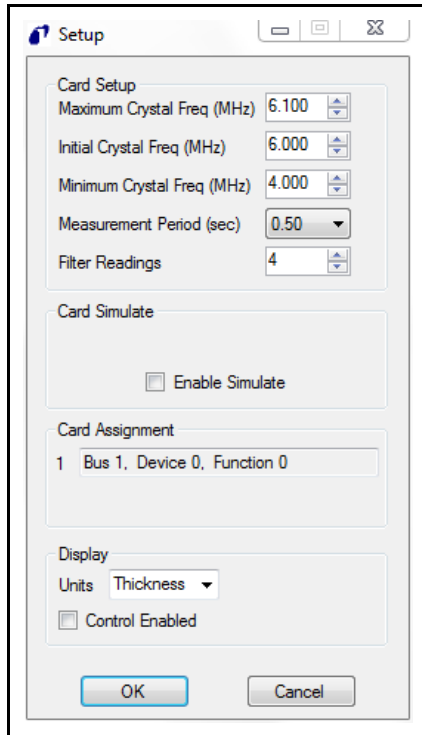 Setup
Card Setup
Maximum Crystal Freq (MHz) 6.100
Initial Crystal Freq (MHz) 6.000
Minimum Crystal Freq (MHz) 4.000
Measurement Period (sec) 0.50
Filter Readings 4
Card Simulate
Enable Simulate
Card Assignment
1 Bus 1, Device 0, Function 0
Display
Units Thickness
Control Enabled
OK Cancel